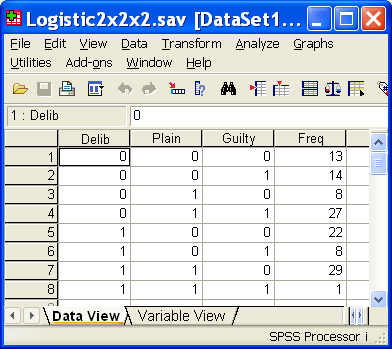 Logistic2x2x2.sav [DataSet1...
File Edit View Data Transform Analyze Graphs
Utilities Add-ons Window Help
1 : Delib 0
Delib Plain Guilty Freq
1 0 0 0 13
2 0 0 1 14
3 0 1 0 8
4 0 1 1 27
5 1 0 0 22
6 1 0 1 8
7 1 1 0 29
8 1 1 1 1
Data View Variable View
SPSS Processor i